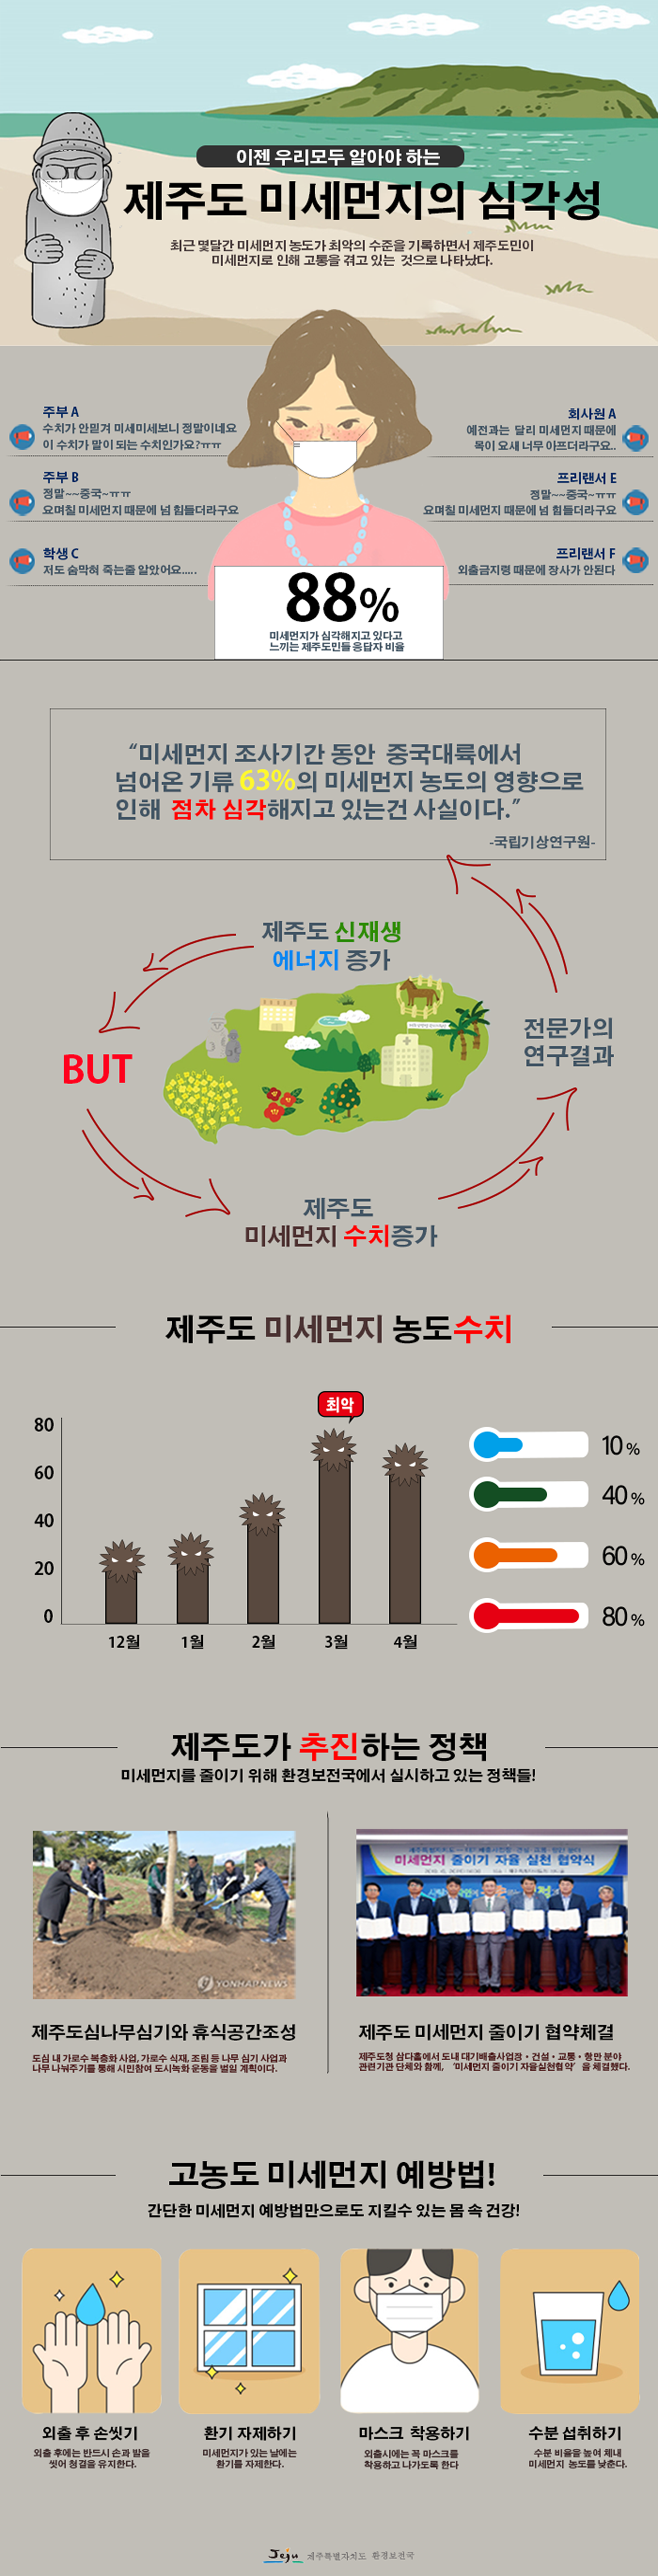 이젠 우리모두 알아야 하는
제주도 미세먼지의 심각성
최근 몇달간 미세먼지 농도가 최악의 수준을 기록하면서 제주도민이
미세먼지로 인해 고통을 겪고 있는 것으로 나타났다.
주부 A
수치가 안믿겨 미세미세보니 정말이네요
이 수치가 말이 되는 수치인가요?ㅠㅠ
주부 B
정말~~중국~ㅠㅠ
요며칠 미세먼지 때문에 넘 힘들더라구요
학생 C
저도 숨막혀 죽는줄 알았어요.....
회사원 A
예전과는 달리 미세먼지 때문에
목이 요새 너무 아프더라구요..
프리랜서 E
정말~~중국~ㅠㅠ
요며칠 미세먼지 때문에 넘 힘들더라구요
프리랜서 F
외출금지령 때문에 장사가 안된다
88%
미세먼지가 심각해지고 있다고
느끼는 제주도민들 응답자 비율
“미세먼지 조사기간 동안 중국대륙에서
넘어온 기류 63%의 미세먼지 농도의 영향으로
인해 점차 심각해지고 있는건 사실이다.”
-국립기상연구원-
제주도 신재생
에너지 증가
BUT
전문가의
연구결과
제주도
미세먼지 수치증가
제주도 미세먼지 농도수치
최악
80
60
40
20
0
12월 1월 2월 3월 4월
10 %
40 %
60 %
80 %
제주도가 추진하는 정책
미세먼지를 줄이기 위해 환경보전국에서 실시하고 있는 정책들!
YONHAPNEWS
미세먼지 줄이기 자율 실천 협약식
제주도심나무심기와 휴식공간조성
도심 내 가로수 복층화 사업, 가로수 식재, 조림 등 나무 심기 사업과
나무 나눠주기를 통해 시민참여 도시녹화 운동을 벌일 계획이다.
제주도 미세먼지 줄이기 협약체결
제주도청 삼다홀에서 도내 대기배출사업장・건설・교통・항만 분야
관련기관 단체와 함께, ‘미세먼지 줄이기 자율실천협약’ 을 체결했다.
고농도 미세먼지 예방법!
간단한 미세먼지 예방법만으로도 지킬수 있는 몸 속 건강!
외출 후 손씻기
외출 후에는 반드시 손과 발을
씻어 청결을 유지한다.
환기 자제하기
미세먼지가 있는 날에는
환기를 자제한다.
마스크 착용하기
외출시에는 꼭 마스크를
착용하고 나가도록 한다
수분 섭취하기
수분 비율을 높여 체내
미세먼지 농도를 낮춘다.
Jeju 제주특별자치도 환경보전국